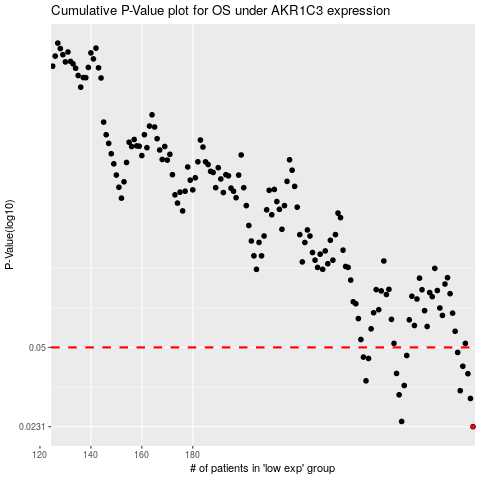 Cumulative P-Value plot for OS under AKR1C3 expression
P-Value(log10)
0.05
0.0231
120 140 160 180
# of patients in 'low exp' group